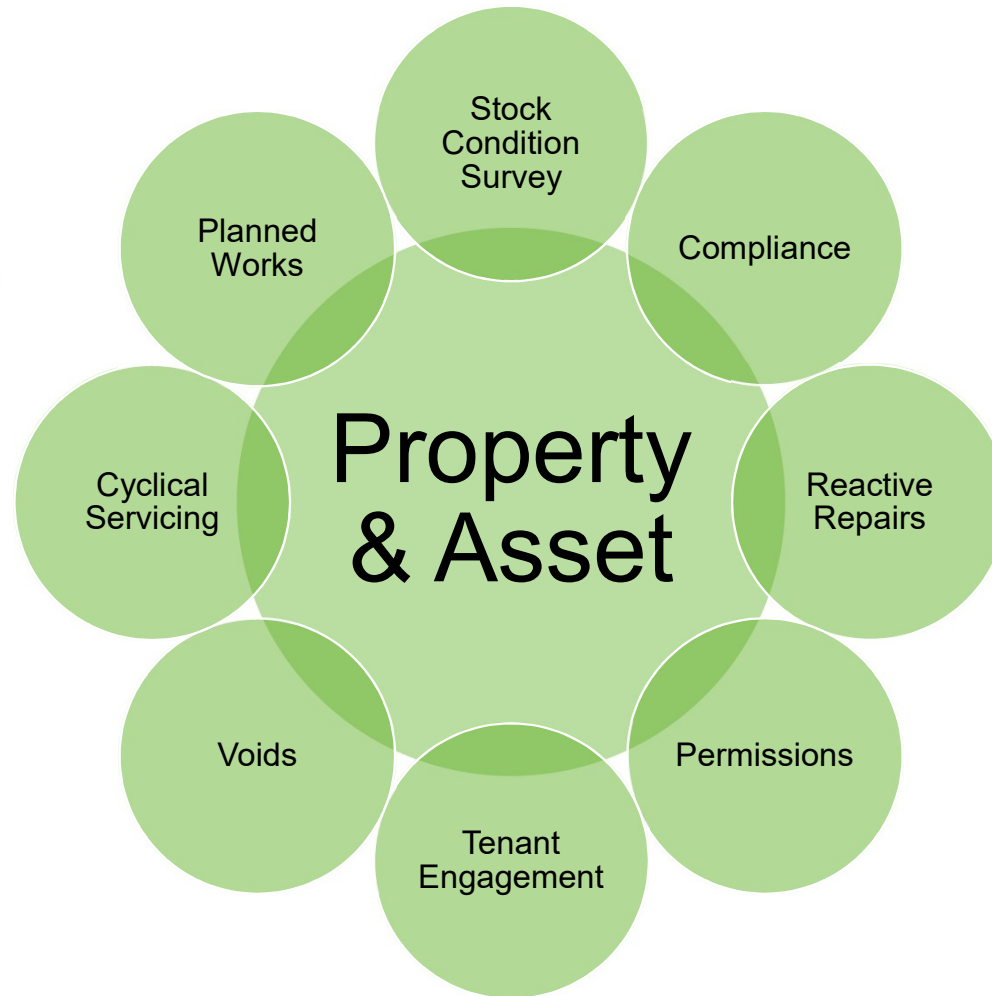 Stock
Condition
Survey
Planned
Works
Compliance
Property
& Asset
Cyclical
Servicing
Reactive
Repairs
Voids
Permissions
Tenant
Engagement